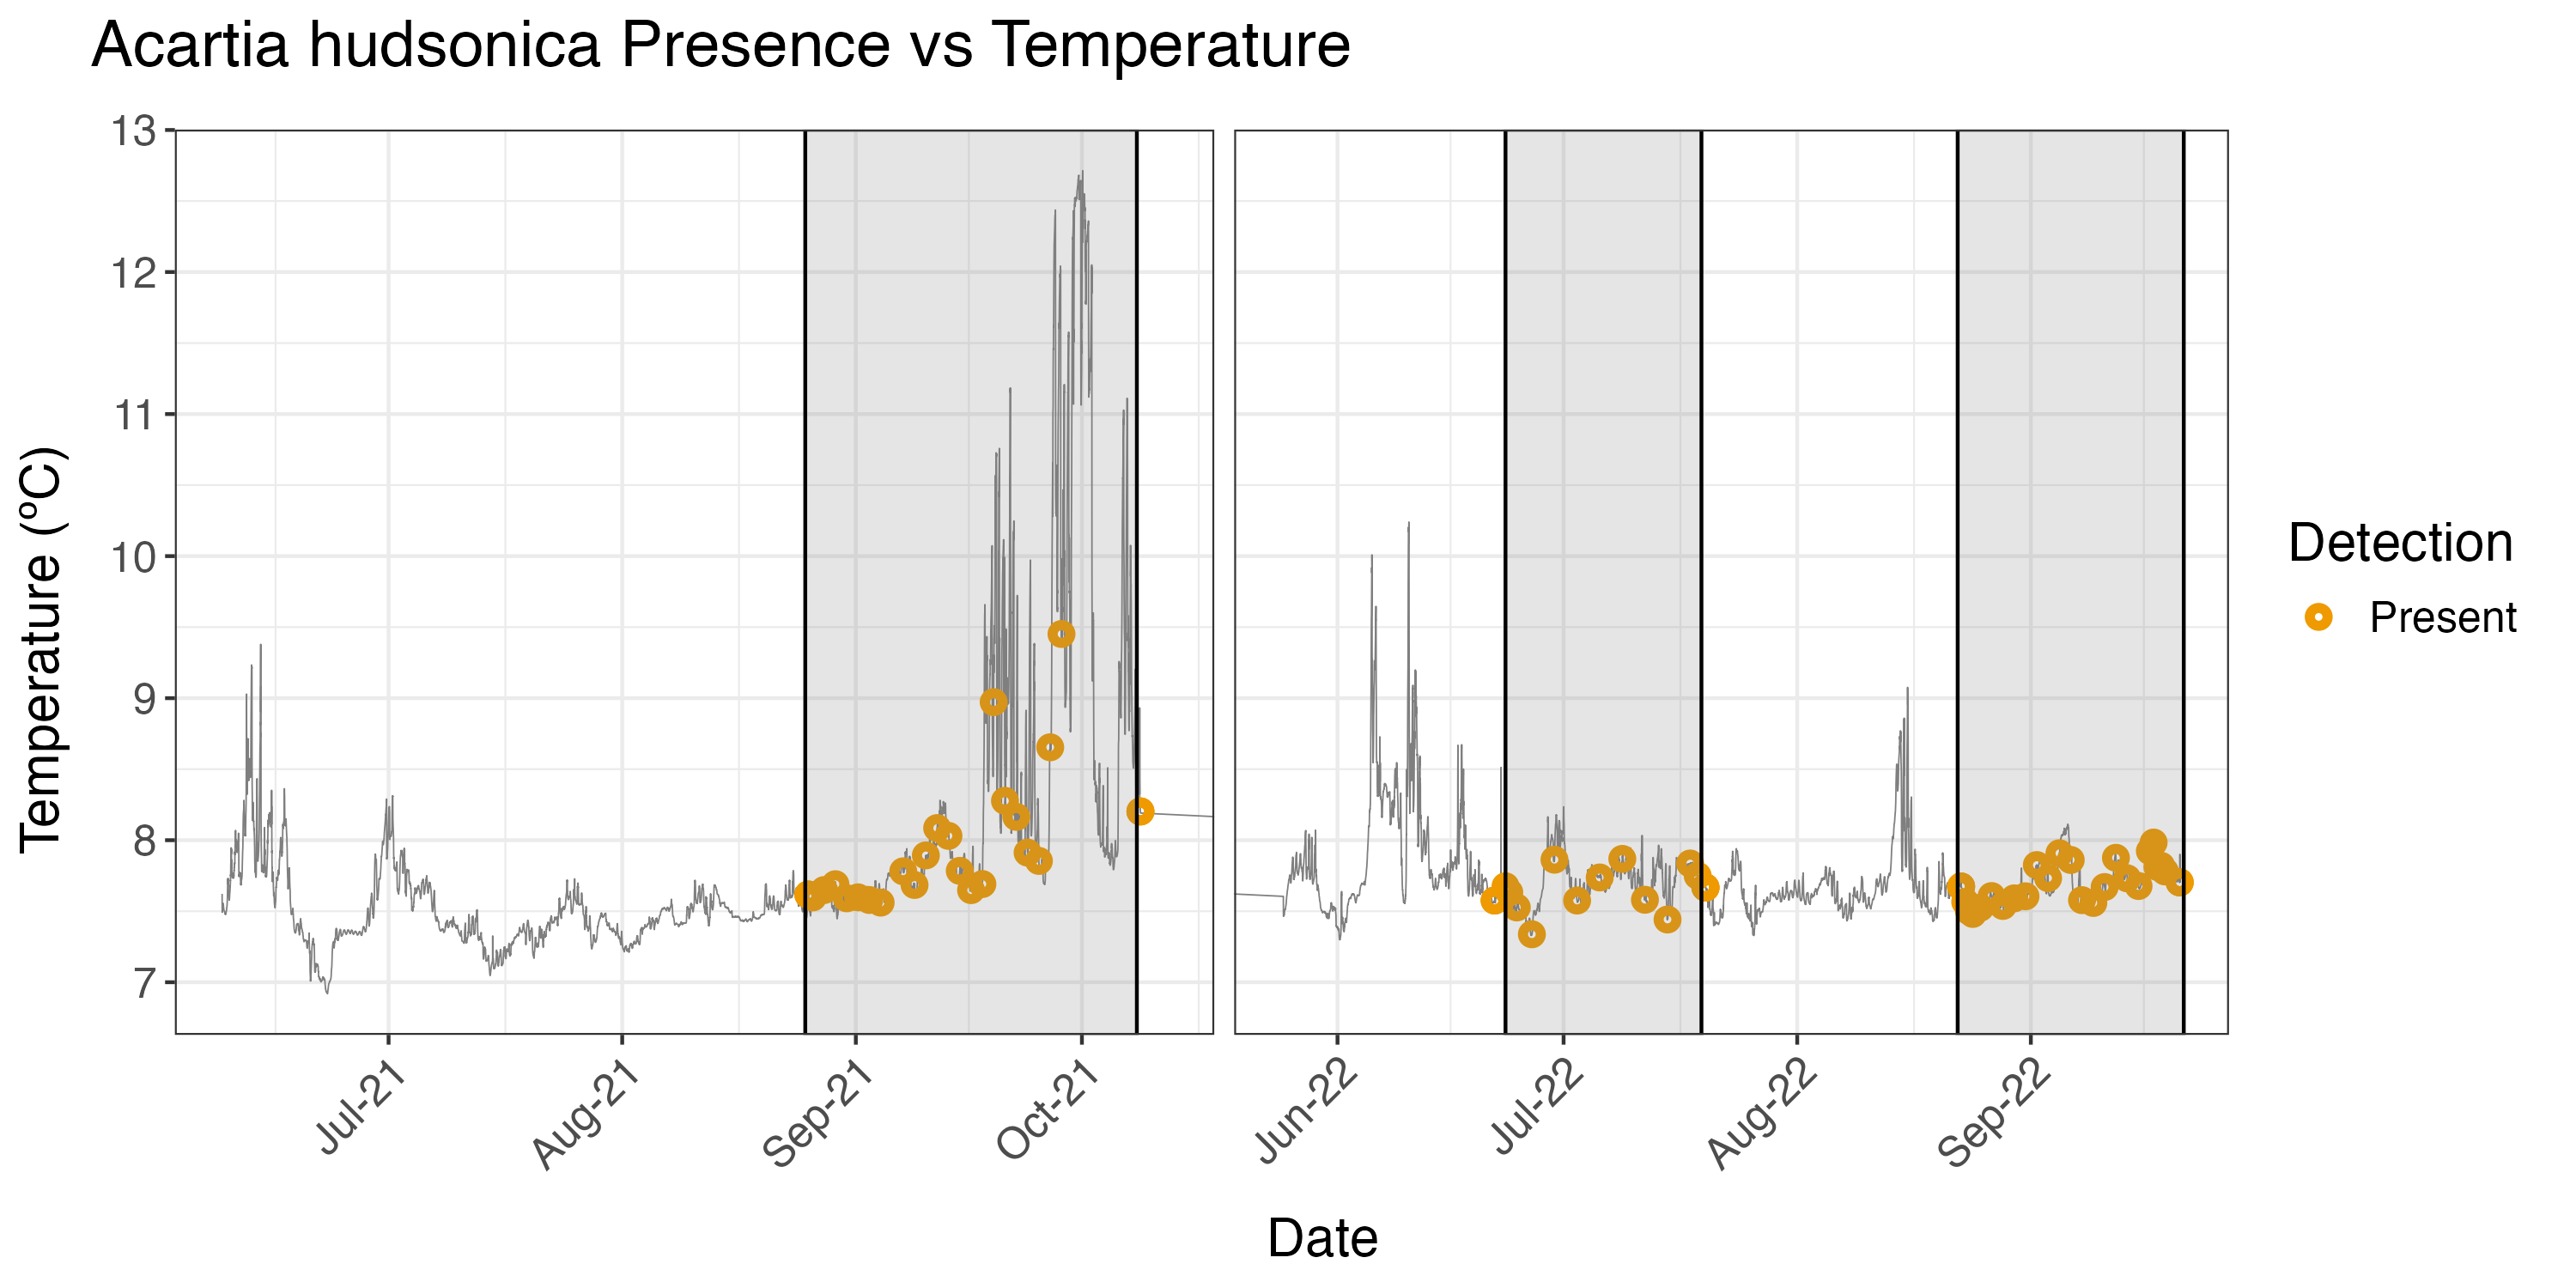 Acartia hudsonica Presence vs Temperature
13
12
11
10
9
8
7
Temperature (ºC)
Jul-21
Aug-21
Sep-21
Oct-21
Jun-22
Jul-22
Aug-22
Sep-22
Date
Detection
Present